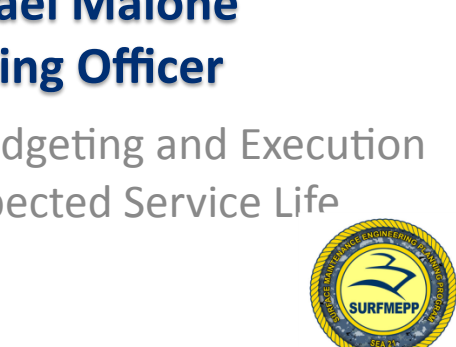 ael Malone
ing Officer
dgeting and Execution
pected Service Life
SURFACE MAINTENANCE ENGINEERING PLANNING PROGRAM
SURFMEPP
SEA 21